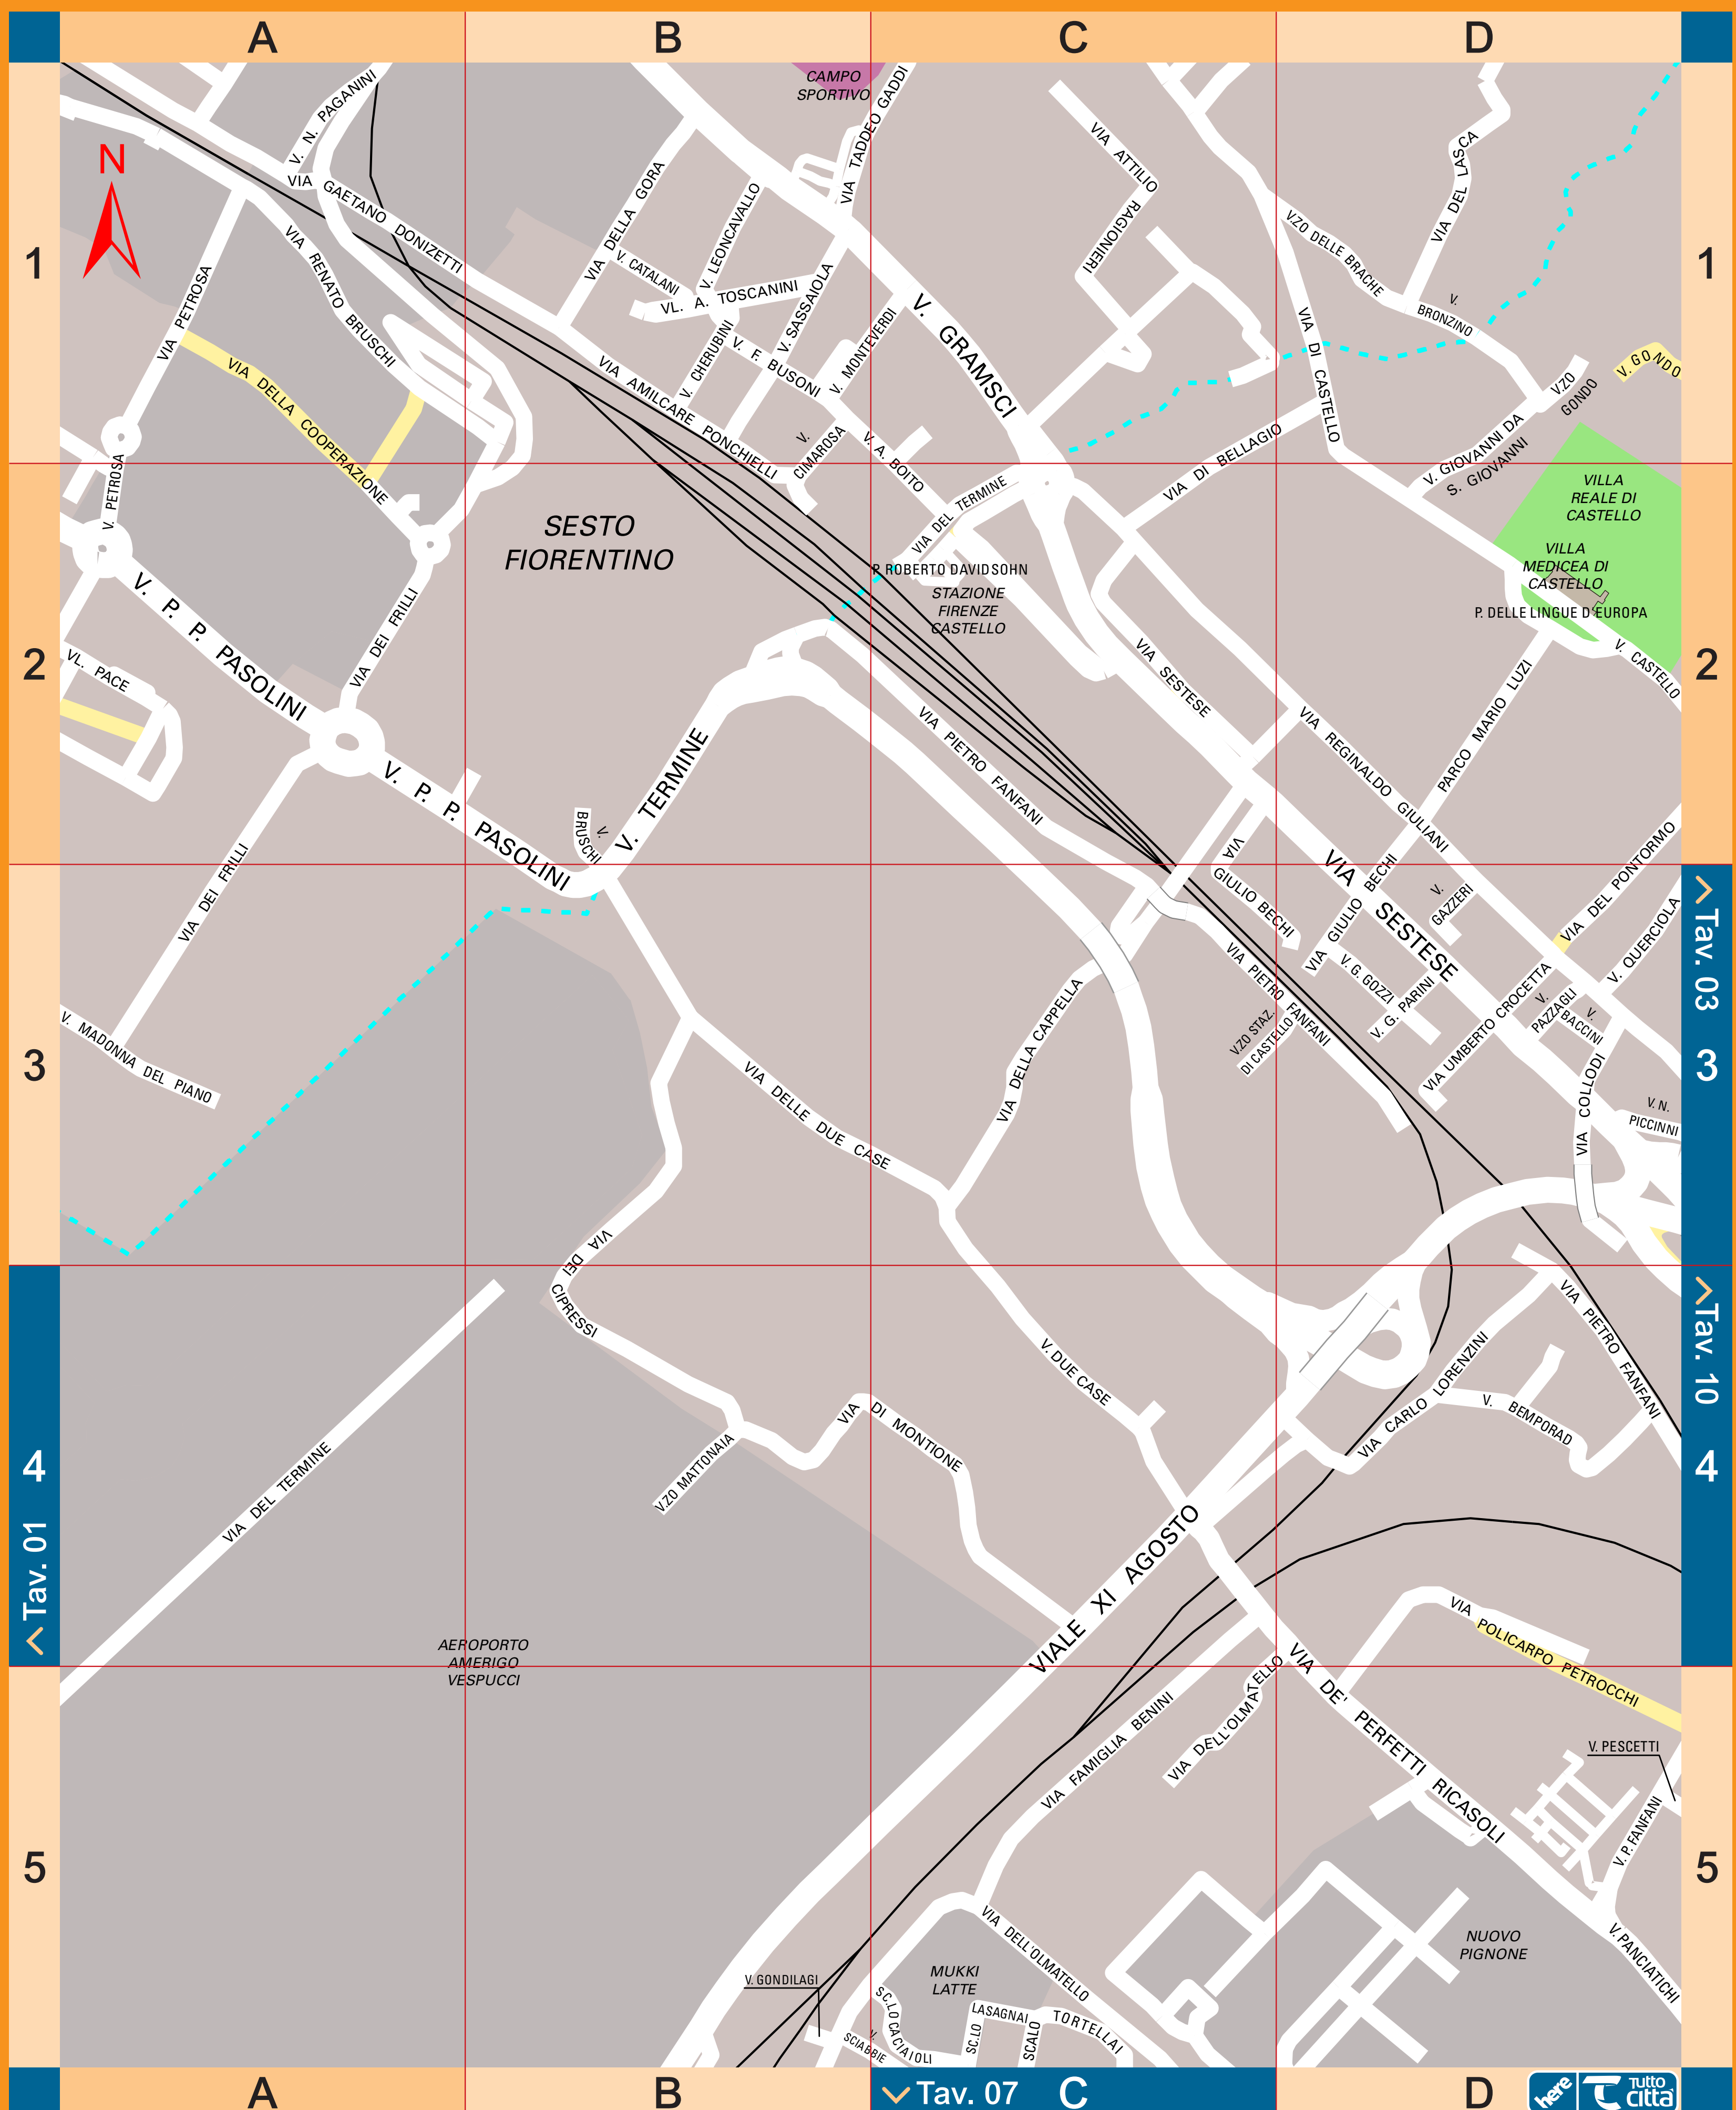 A
B
C
D
1
1
2
2
3
3
4
4
5
5
N
CAMPO
SPORTIVO
V. N. PAGANINI
VIA GAETANO DONIZETTI
VIA TADDEO GADDI
VIA ATTILIO
RAGIONIERI
VIA DEL LASCA
V.ZO DELLE BRACHE
V.
BRONZINO
VIA DELLA GORA
V. LEONCAVALLO
V. CATALANI
VL. A. TOSCANINI
V. SASSAIOLA
V. CHERUBINI
V. F. BUSONI
V. MONTEVERDI
V. GRAMSCI
VIA DI CASTELLO
V. GONDO
V.ZO
GONDO
VIA RENATO BRUSCHI
VIA PETROSA
VIA DELLA COOPERAZIONE
VIA AMILCARE PONCHIELLI
V.
CIMAROSA
V. A. BOITO
VIA DI BELLAGIO
V. GIOVANNI DA
S. GIOVANNI
V. PETROSA
SESTO
FIORENTINO
VIA DEL TERMINE
P. ROBERTO DAVIDSOHN
STAZIONE
FIRENZE
CASTELLO
VILLA
REALE DI
CASTELLO
VILLA
MEDICEA DI
CASTELLO
P. DELLE LINGUE D'EUROPA
V. CASTELLO
V. P. P. PASOLINI
VIA DEI FRILLI
VL. PACE
VIA SESTESE
VIA REGINALDO GIULIANI
PARCO MARIO LUZI
VIA PIETRO FANFANI
V. TERMINE
V. P. P. PASOLINI
V.
BRUSCHI
VIA
GIULIO BECHI
VIA SESTESE
VIA GIULIO BECHI
V.
GAZZERI
VIA DEL PONTORMO
V. QUERCIOLA
Tav. 03
VIA DEI FRILLI
V. MADONNA DEL PIANO
VIA PIETRO FANFANI
V. G. GOZZI
V. G. PARINI
V.ZO STAZ.
DI CASTELLO
VIA UMBERTO CROCETTA
V.
PAZZAGLI
V.
BACCINI
VIA COLLODI
V. N.
PICCINNI
VIA DELLA CAPPELLA
VIA DELLE DUE CASE
VIA DEI
CIPRESSI
Tav. 10
VIA PIETRO FANFANI
VIA CARLO LORENZINI
V. BEMPORAD
V. DUE CASE
VIA DI MONTIONE
V.ZO MATTONAIA
VIA DEL TERMINE
Tav. 01
AEROPORTO
AMERIGO
VESPUCCI
VIALE XI AGOSTO
VIA POLICARPO PETROCCHI
VIA DE' PERFETTI RICASOLI
VIA DELL'OLMATELLO
VIA FAMIGLIA BENINI
V. PESCETTI
V. P. FANFANI
V. PANCIATICHI
NUOVO
PIGNONE
MUKKI
LATTE
VIA DELL'OLMATELLO
V. GONDILAGI
V.
SCIABBIE
SC.LO CACIAIOLI
SC.LO
LASAGNAI
SCALO
TORTELLAI
A
B
Tav. 07
C
D
here
TUTTO
CITTÀ